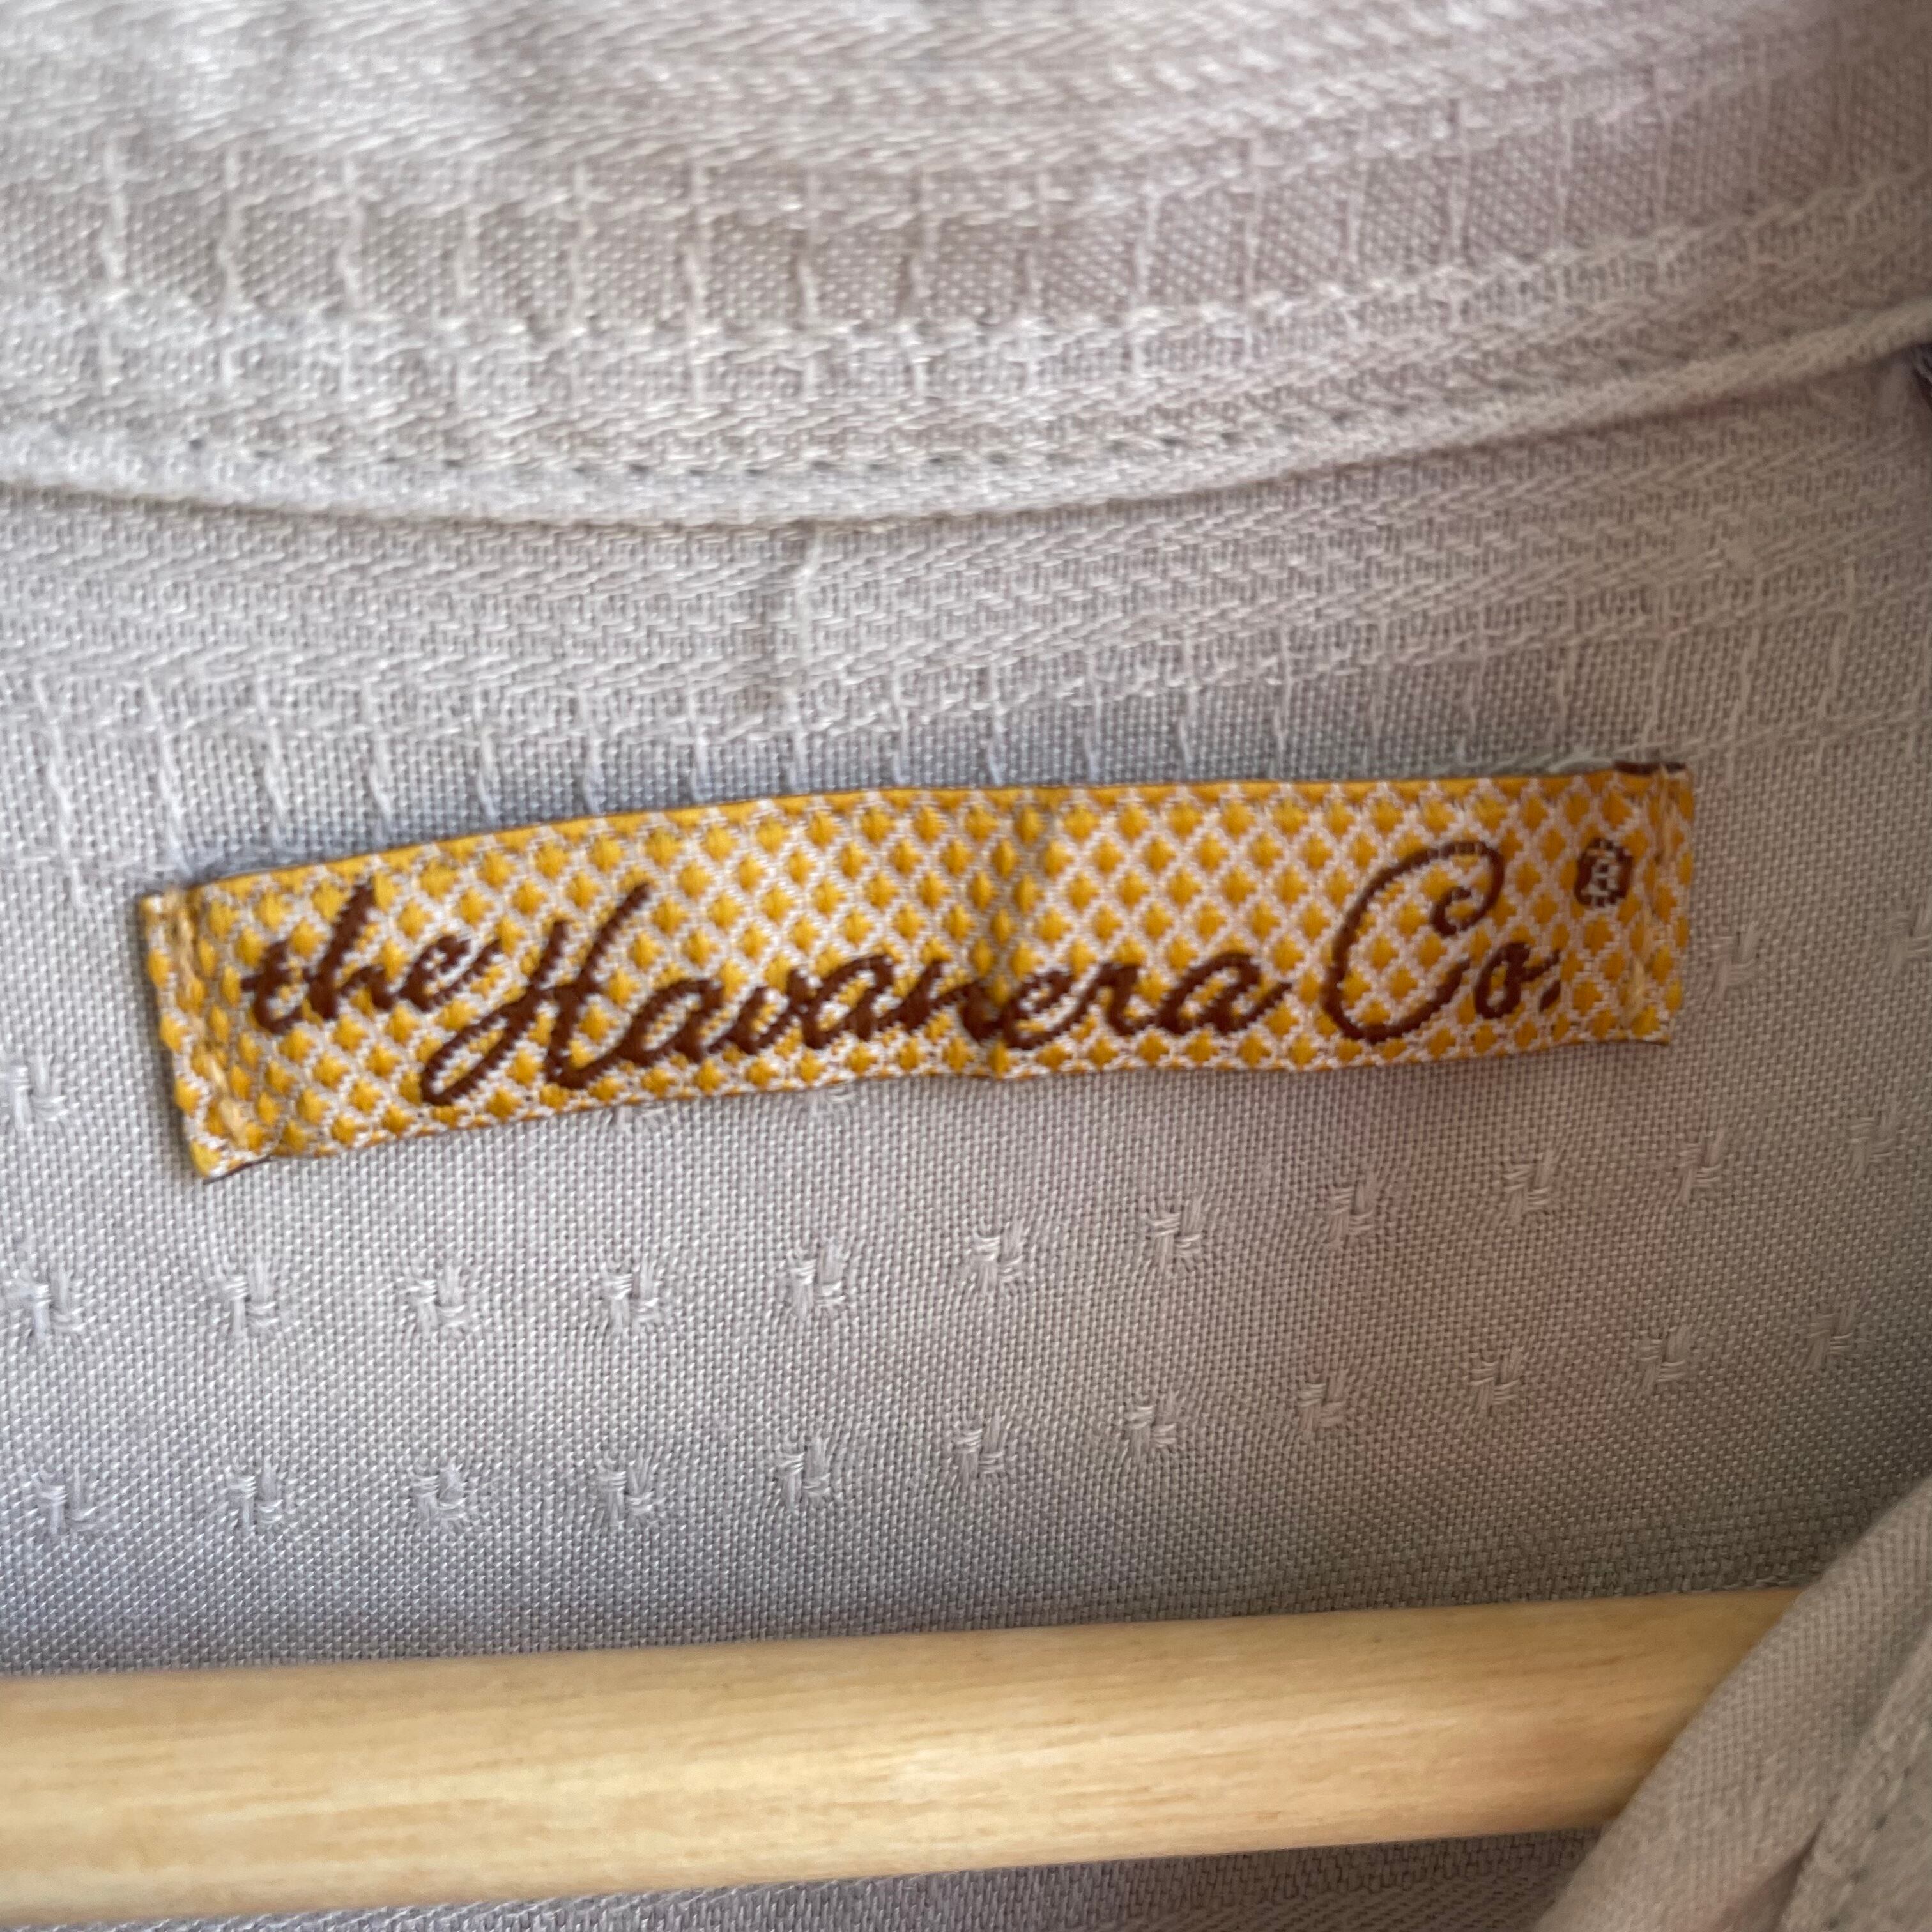 the Havanera Co. ®